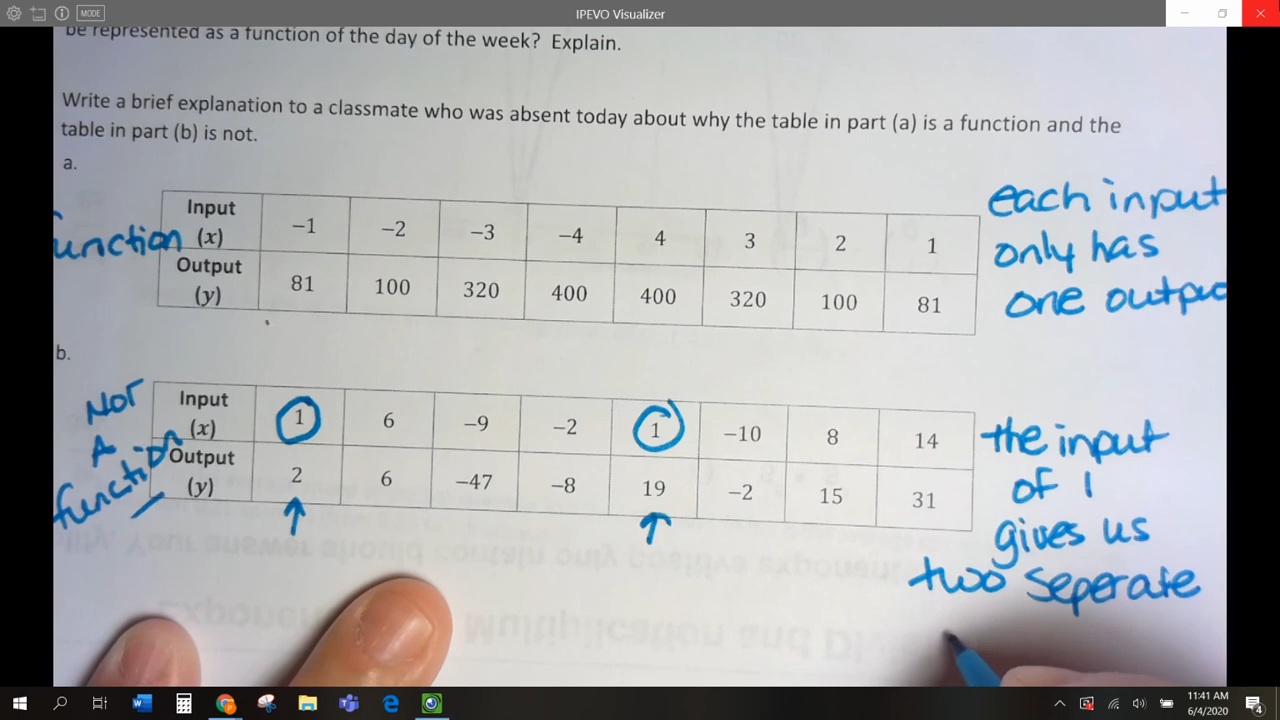 MODE
IPEVO Visualizer
be represented as a function of the day of the week? Explain.
Write a brief explanation to a classmate who was absent today about why the table in part (a) is a function and the
table in part (b) is not.
a.
unction
Input (x) −1 −2 −3 −4 4 3 2 1
Output (y) 81 100 320 400 400 320 100 81
each input
only has
one outpu
b.
NOT
A
function
Input (x) 1 6 −9 −2 1 −10 8 14
Output (y) 2 6 −47 −8 19 −2 15 31
the input
of 1
gives us
two seperate
11:41 AM
6/4/2020
4